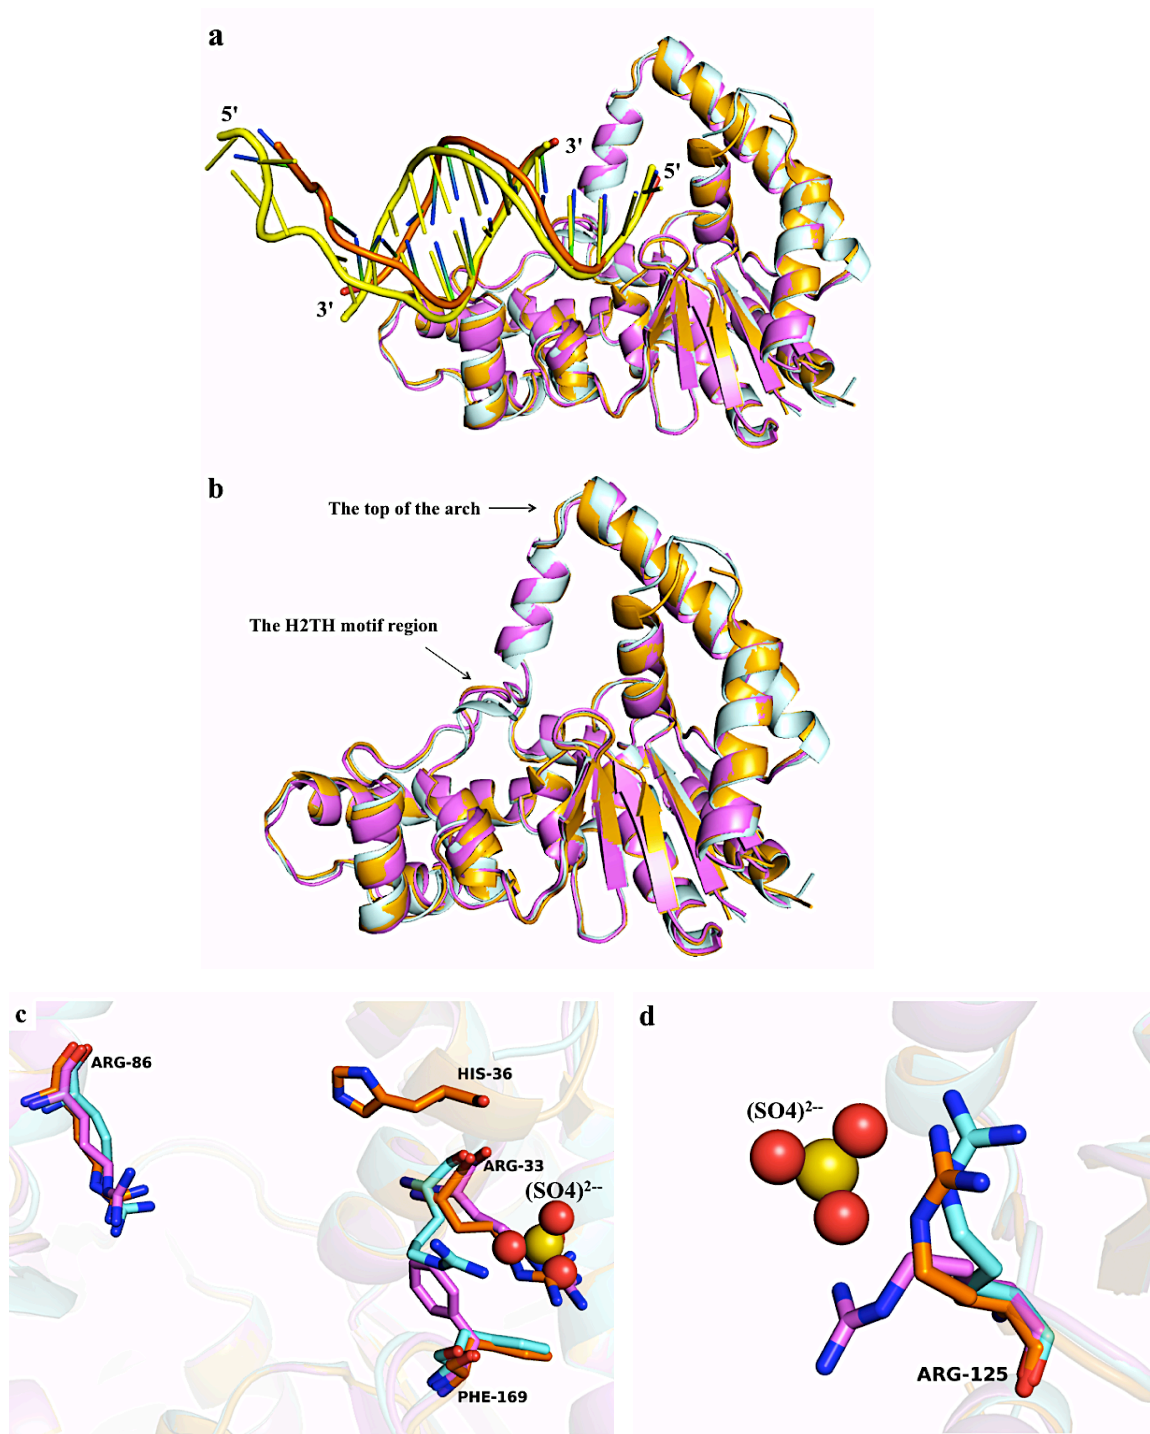 a
5'
3'
5'
3'
b
The top of the arch
The H2TH motif region
c
ARG-86
HIS-36
ARG-33
(SO4)²⁻⁻
PHE-169
d
(SO4)²⁻⁻
ARG-125